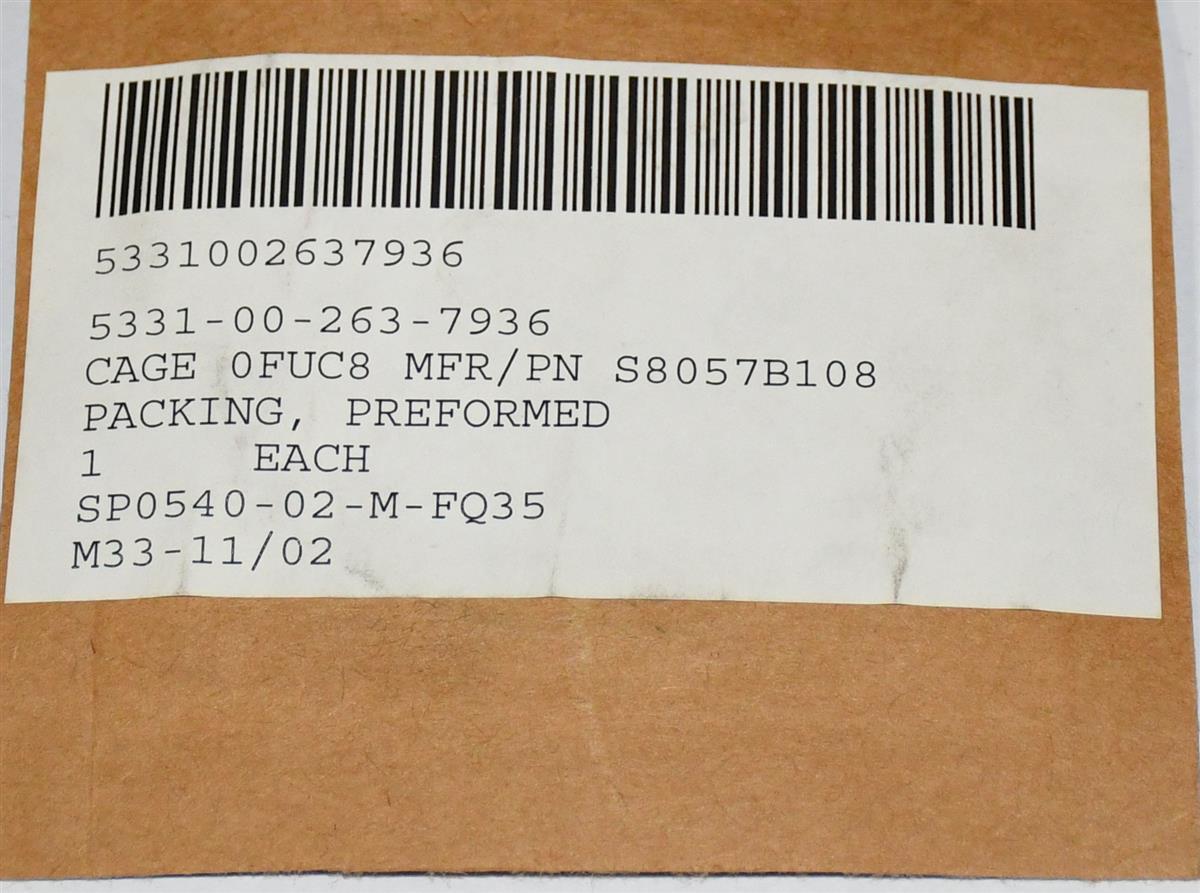 5331002637936
5331-00-263-7936
CAGE 0FUC8 MFR/PN S8057B108
PACKING, PREFORMED
1 EACH
SP0540-02-M-FQ35
M33-11/02